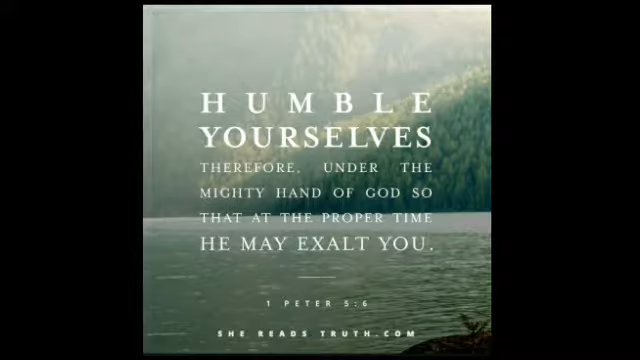 HUMBLE
YOURSELVES
THEREFORE, UNDER THE
MIGHTY HAND OF GOD SO
THAT AT THE PROPER TIME
HE MAY EXALT YOU.
1 PETER 5:6
SHE READS TRUTH.COM